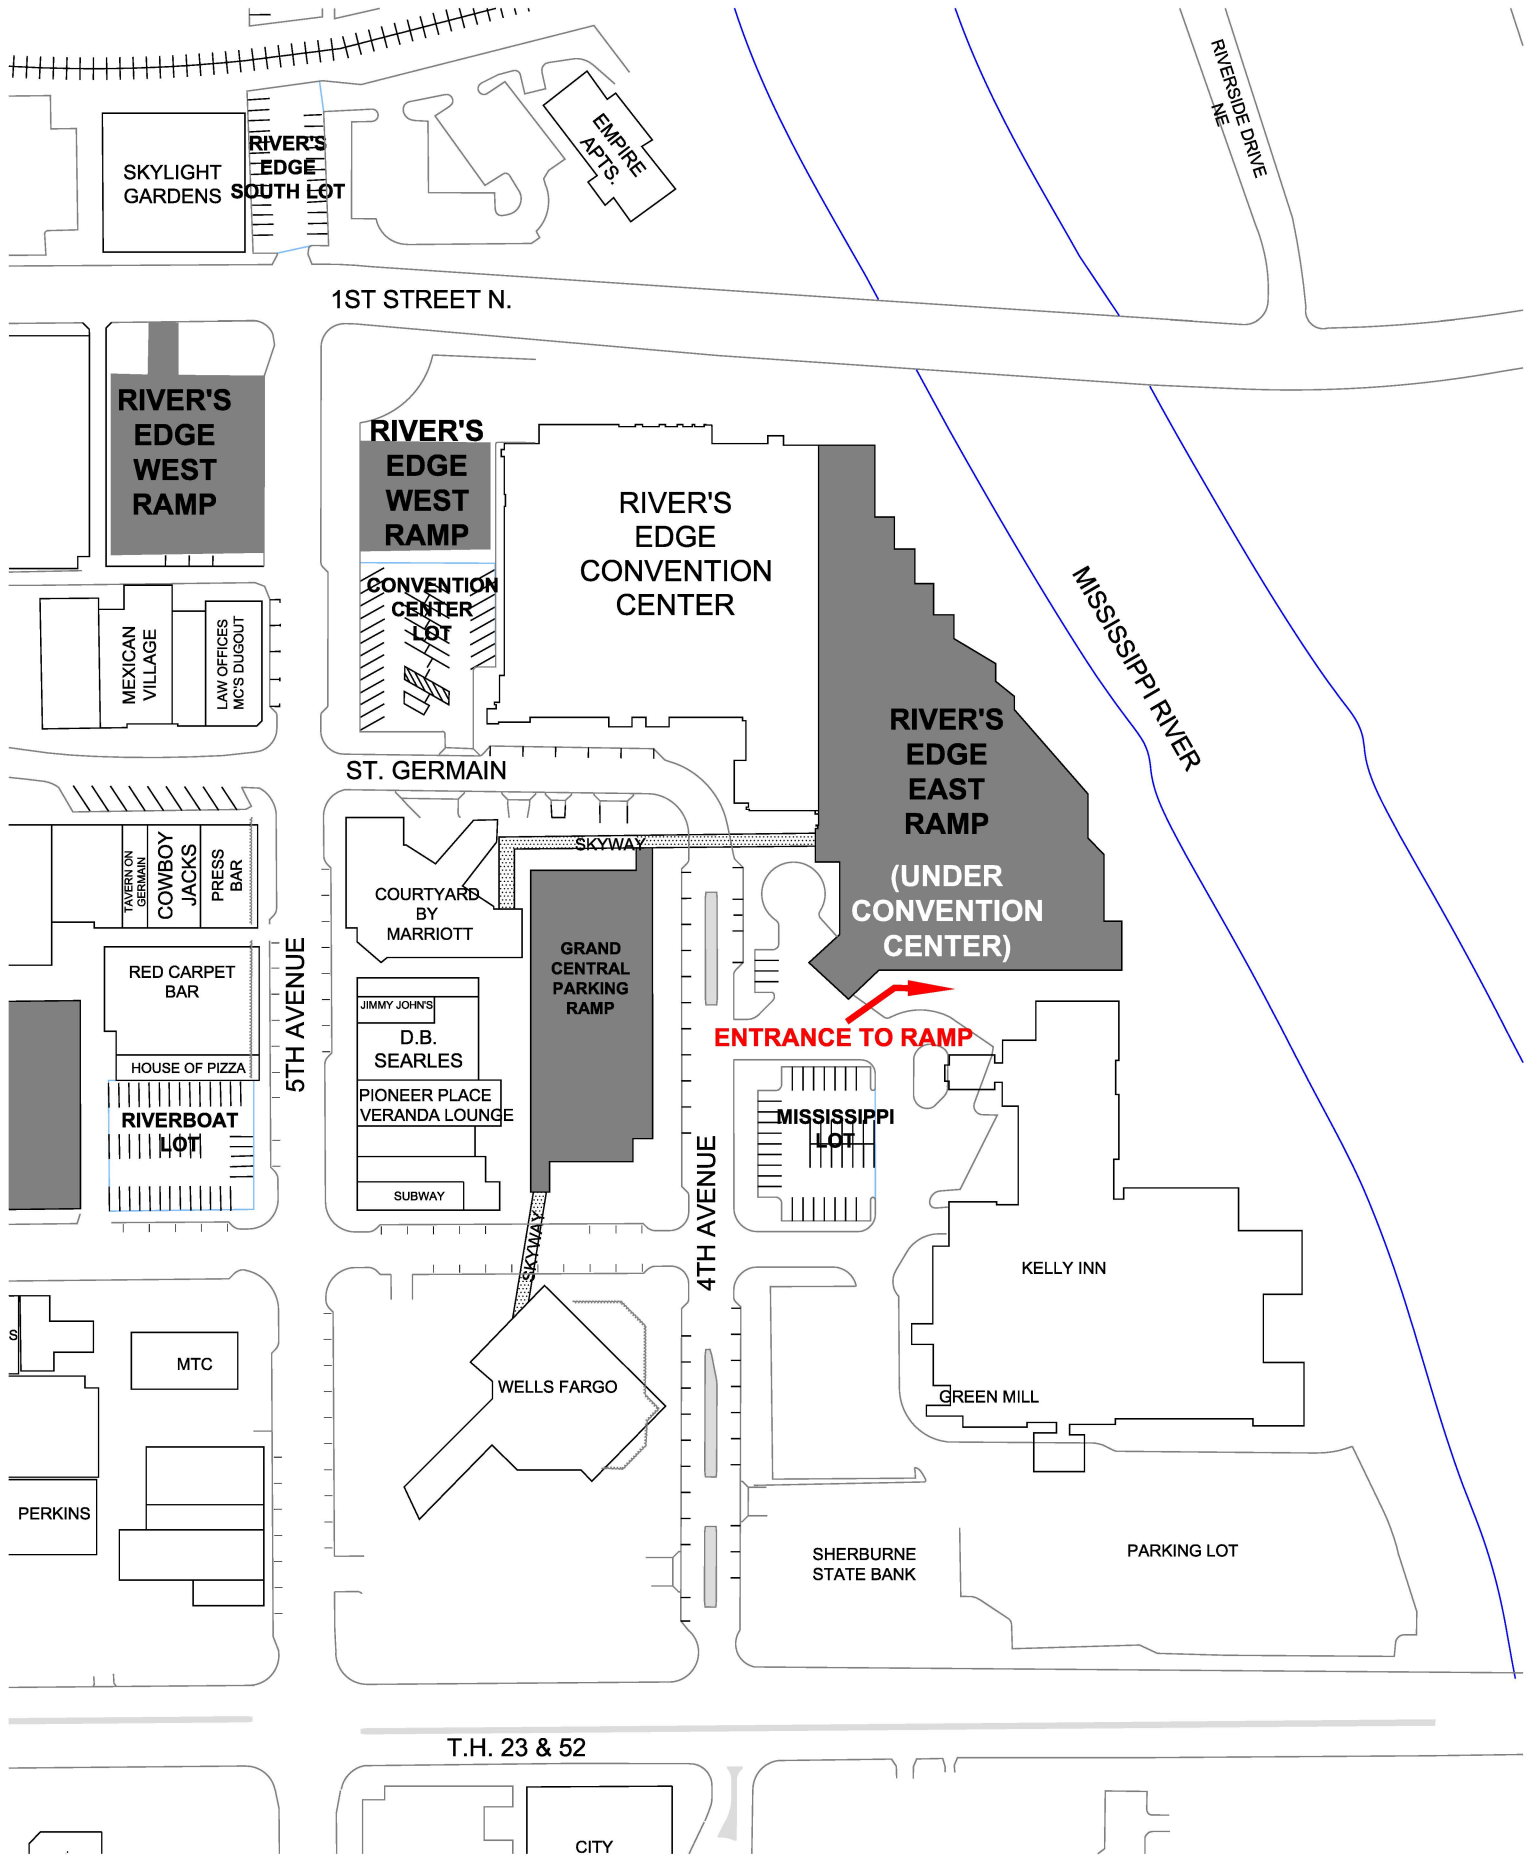 RIVERSIDE DRIVE
NE
EMPIRE
APTS.
SKYLIGHT
GARDENS
RIVER'S
EDGE
SOUTH LOT
1ST STREET N.
RIVER'S
EDGE
WEST
RAMP
RIVER'S
EDGE
WEST
RAMP
RIVER'S
EDGE
CONVENTION
CENTER
CONVENTION
CENTER
LOT
MEXICAN
VILLAGE
LAW OFFICES
MC'S DUGOUT
MISSISSIPPI RIVER
RIVER'S
EDGE
EAST
RAMP
(UNDER
CONVENTION
CENTER)
ST. GERMAIN
SKYWAY
TAVERN ON
GERMAIN
COWBOY
JACKS
PRESS
BAR
COURTYARD
BY
MARRIOTT
GRAND
CENTRAL
PARKING
RAMP
RED CARPET
BAR
5TH AVENUE
JIMMY JOHN'S
D.B.
SEARLES
ENTRANCE TO RAMP
HOUSE OF PIZZA
PIONEER PLACE
VERANDA LOUNGE
RIVERBOAT
LOT
MISSISSIPPI
LOT
SUBWAY
4TH AVENUE
SKYWAY
KELLY INN
S
MTC
WELLS FARGO
GREEN MILL
PERKINS
SHERBURNE
STATE BANK
PARKING LOT
T.H. 23 & 52
CITY